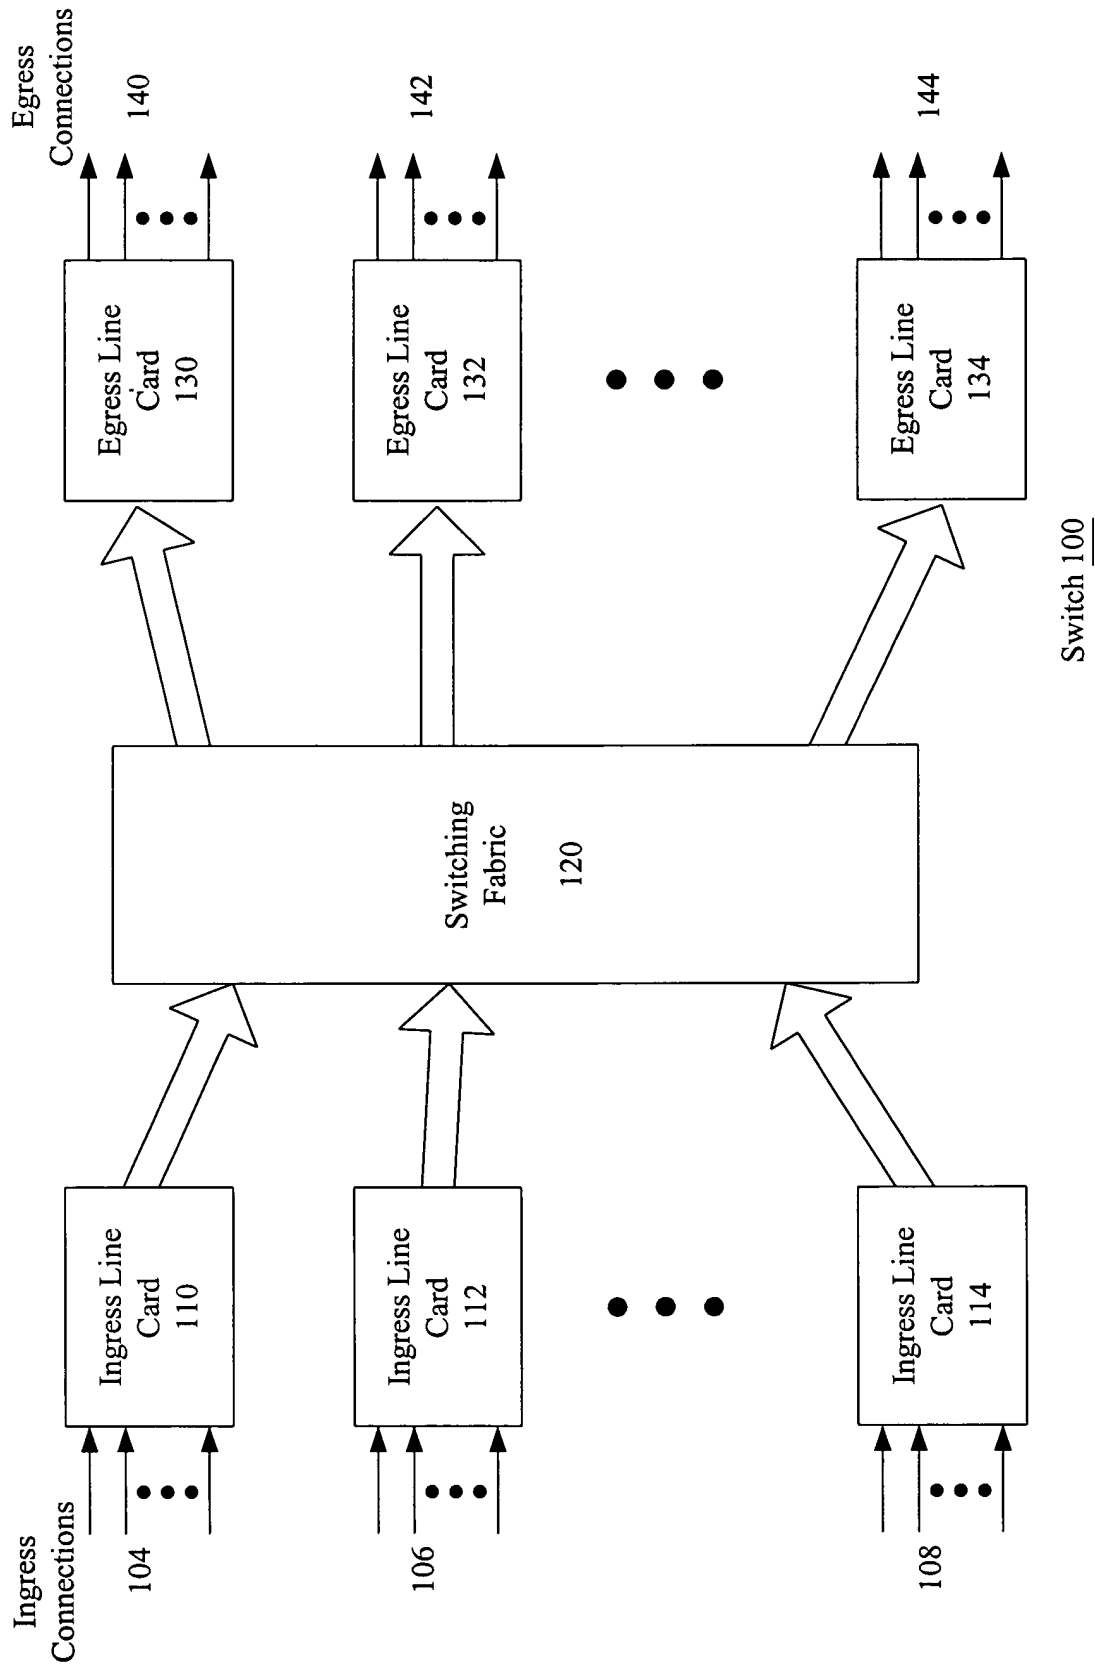 Ingress
Connections
Egress
Connections
104
Ingress Line
Card
110
Egress Line
Card
130
140
Switching
Fabric
120
106
Ingress Line
Card
112
Egress Line
Card
132
142
108
Ingress Line
Card
114
Egress Line
Card
134
144
Switch 100